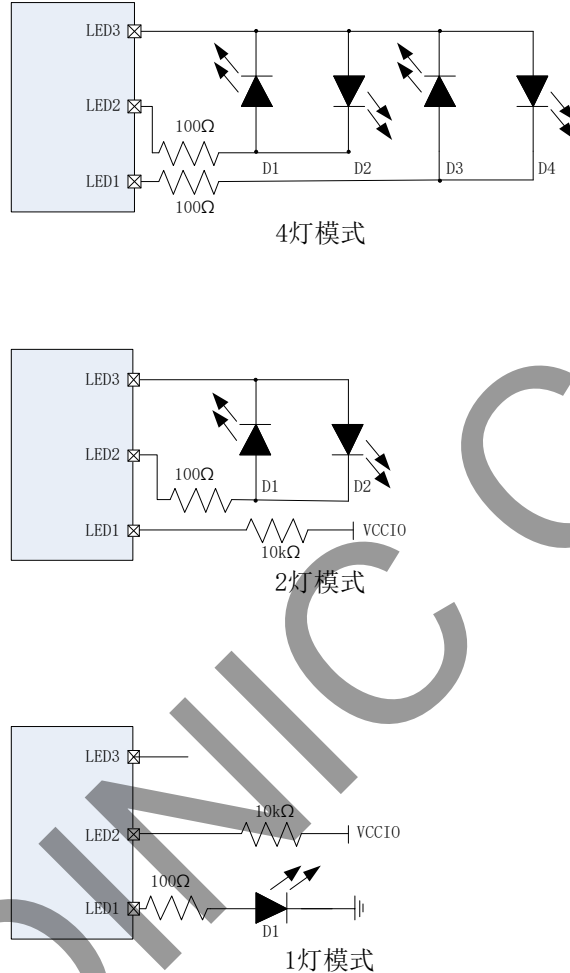 LED3
LED2
100Ω
D1 D2 D3 D4
LED1
100Ω
4灯模式
LED3
LED2
100Ω
D1 D2
LED1
VCCIO
10kΩ
2灯模式
LED3
10kΩ
LED2
VCCIO
100Ω
LED1
D1
1灯模式